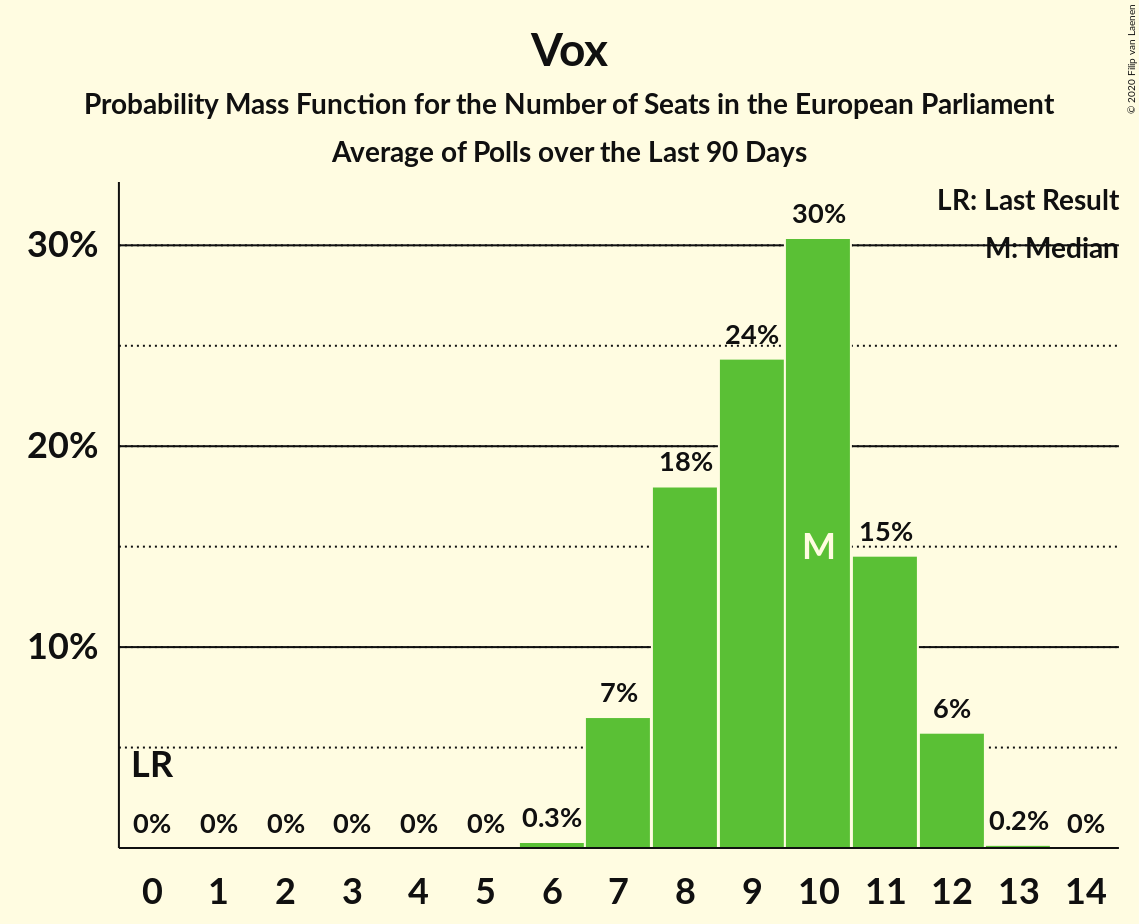 Vox
Probability Mass Function for the Number of Seats in the European Parliament
Average of Polls over the Last 90 Days
© 2020 Filip van Laenen
LR: Last Result
M: Median
30%
20%
10%
30%
24%
18%
15%
M
7%
6%
LR
0% 0% 0% 0% 0% 0% 0.3% 0.2% 0%
0 1 2 3 4 5 6 7 8 9 10 11 12 13 14